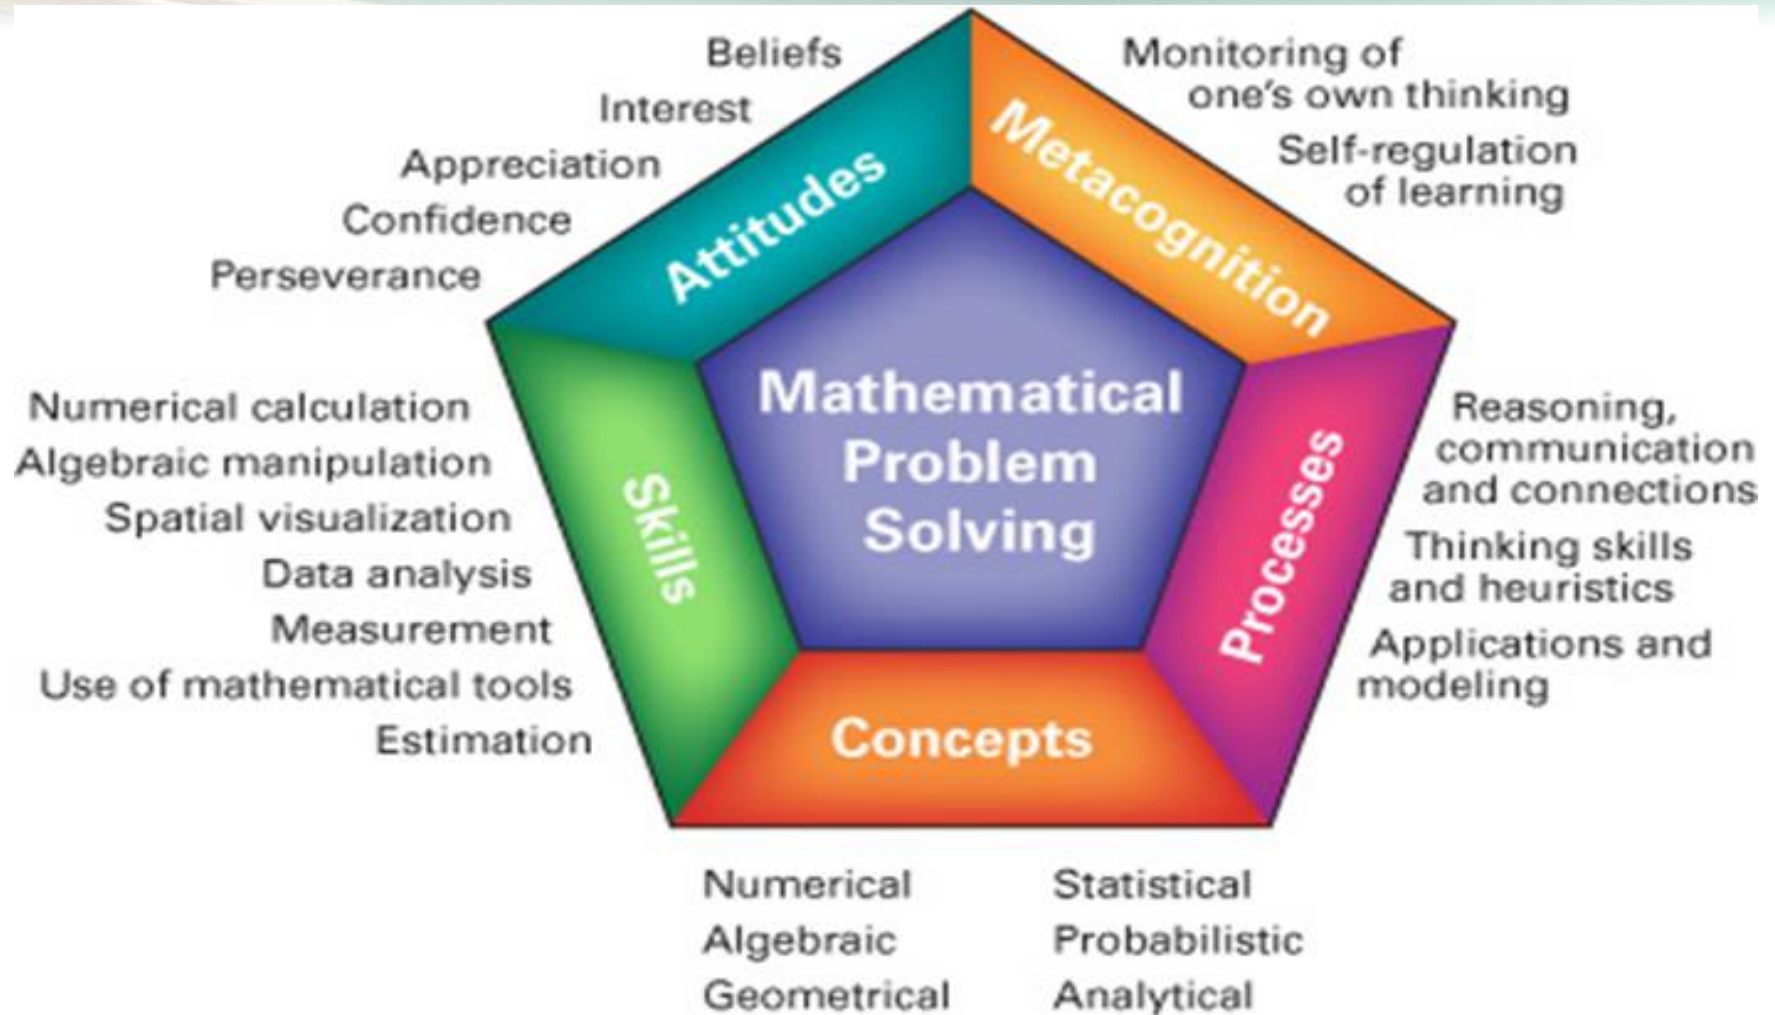 Beliefs
Interest
Appreciation
Confidence
Perseverance
Attitudes
Monitoring of
one's own thinking
Self-regulation
of learning
Metacognition
Mathematical
Problem
Solving
Numerical calculation
Algebraic manipulation
Spatial visualization
Data analysis
Measurement
Use of mathematical tools
Estimation
Skills
Reasoning,
communication
and connections
Thinking skills
and heuristics
Applications and
modeling
Processes
Concepts
Numerical
Algebraic
Geometrical
Statistical
Probabilistic
Analytical